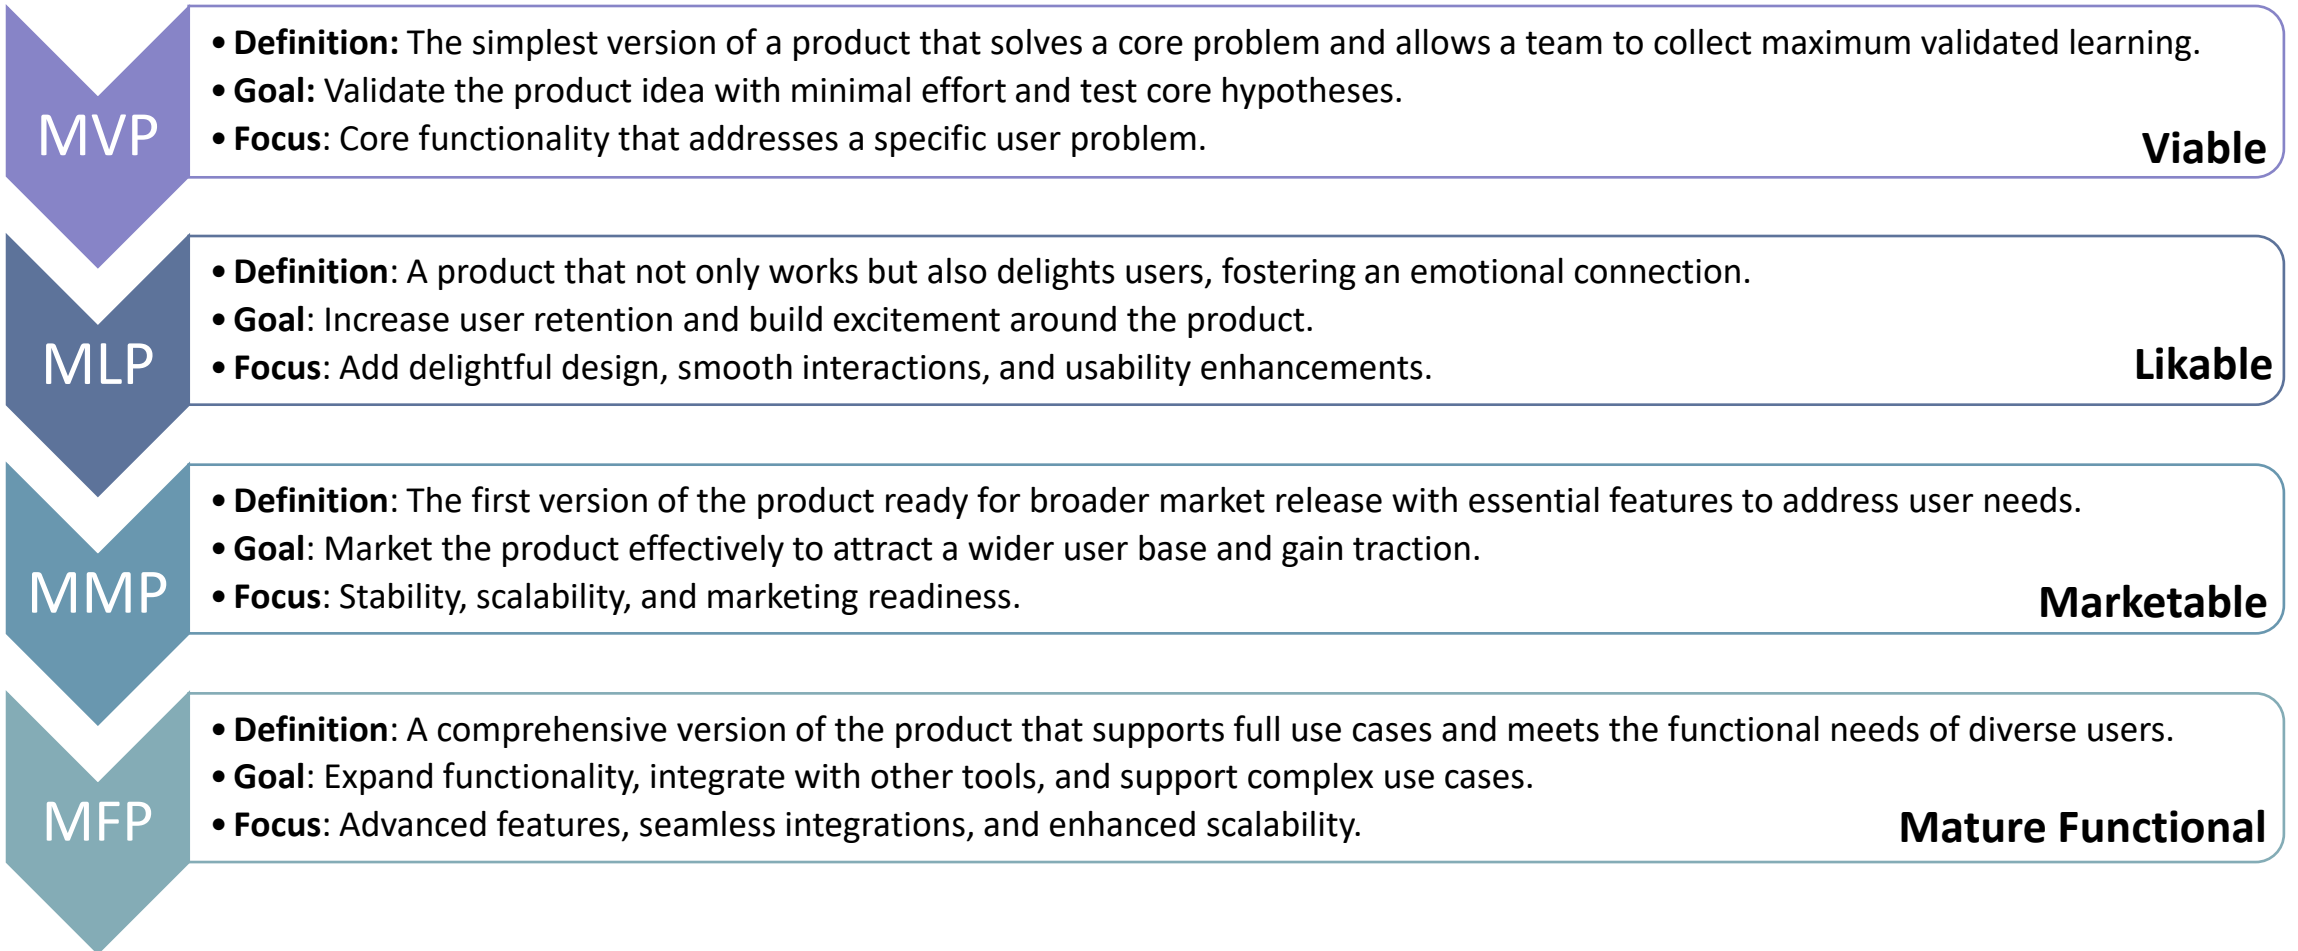 MVP
• Definition: The simplest version of a product that solves a core problem and allows a team to collect maximum validated learning.
• Goal: Validate the product idea with minimal effort and test core hypotheses.
• Focus: Core functionality that addresses a specific user problem.
Viable
MLP
• Definition: A product that not only works but also delights users, fostering an emotional connection.
• Goal: Increase user retention and build excitement around the product.
• Focus: Add delightful design, smooth interactions, and usability enhancements.
Likable
MMP
• Definition: The first version of the product ready for broader market release with essential features to address user needs.
• Goal: Market the product effectively to attract a wider user base and gain traction.
• Focus: Stability, scalability, and marketing readiness.
Marketable
MFP
• Definition: A comprehensive version of the product that supports full use cases and meets the functional needs of diverse users.
• Goal: Expand functionality, integrate with other tools, and support complex use cases.
• Focus: Advanced features, seamless integrations, and enhanced scalability.
Mature Functional